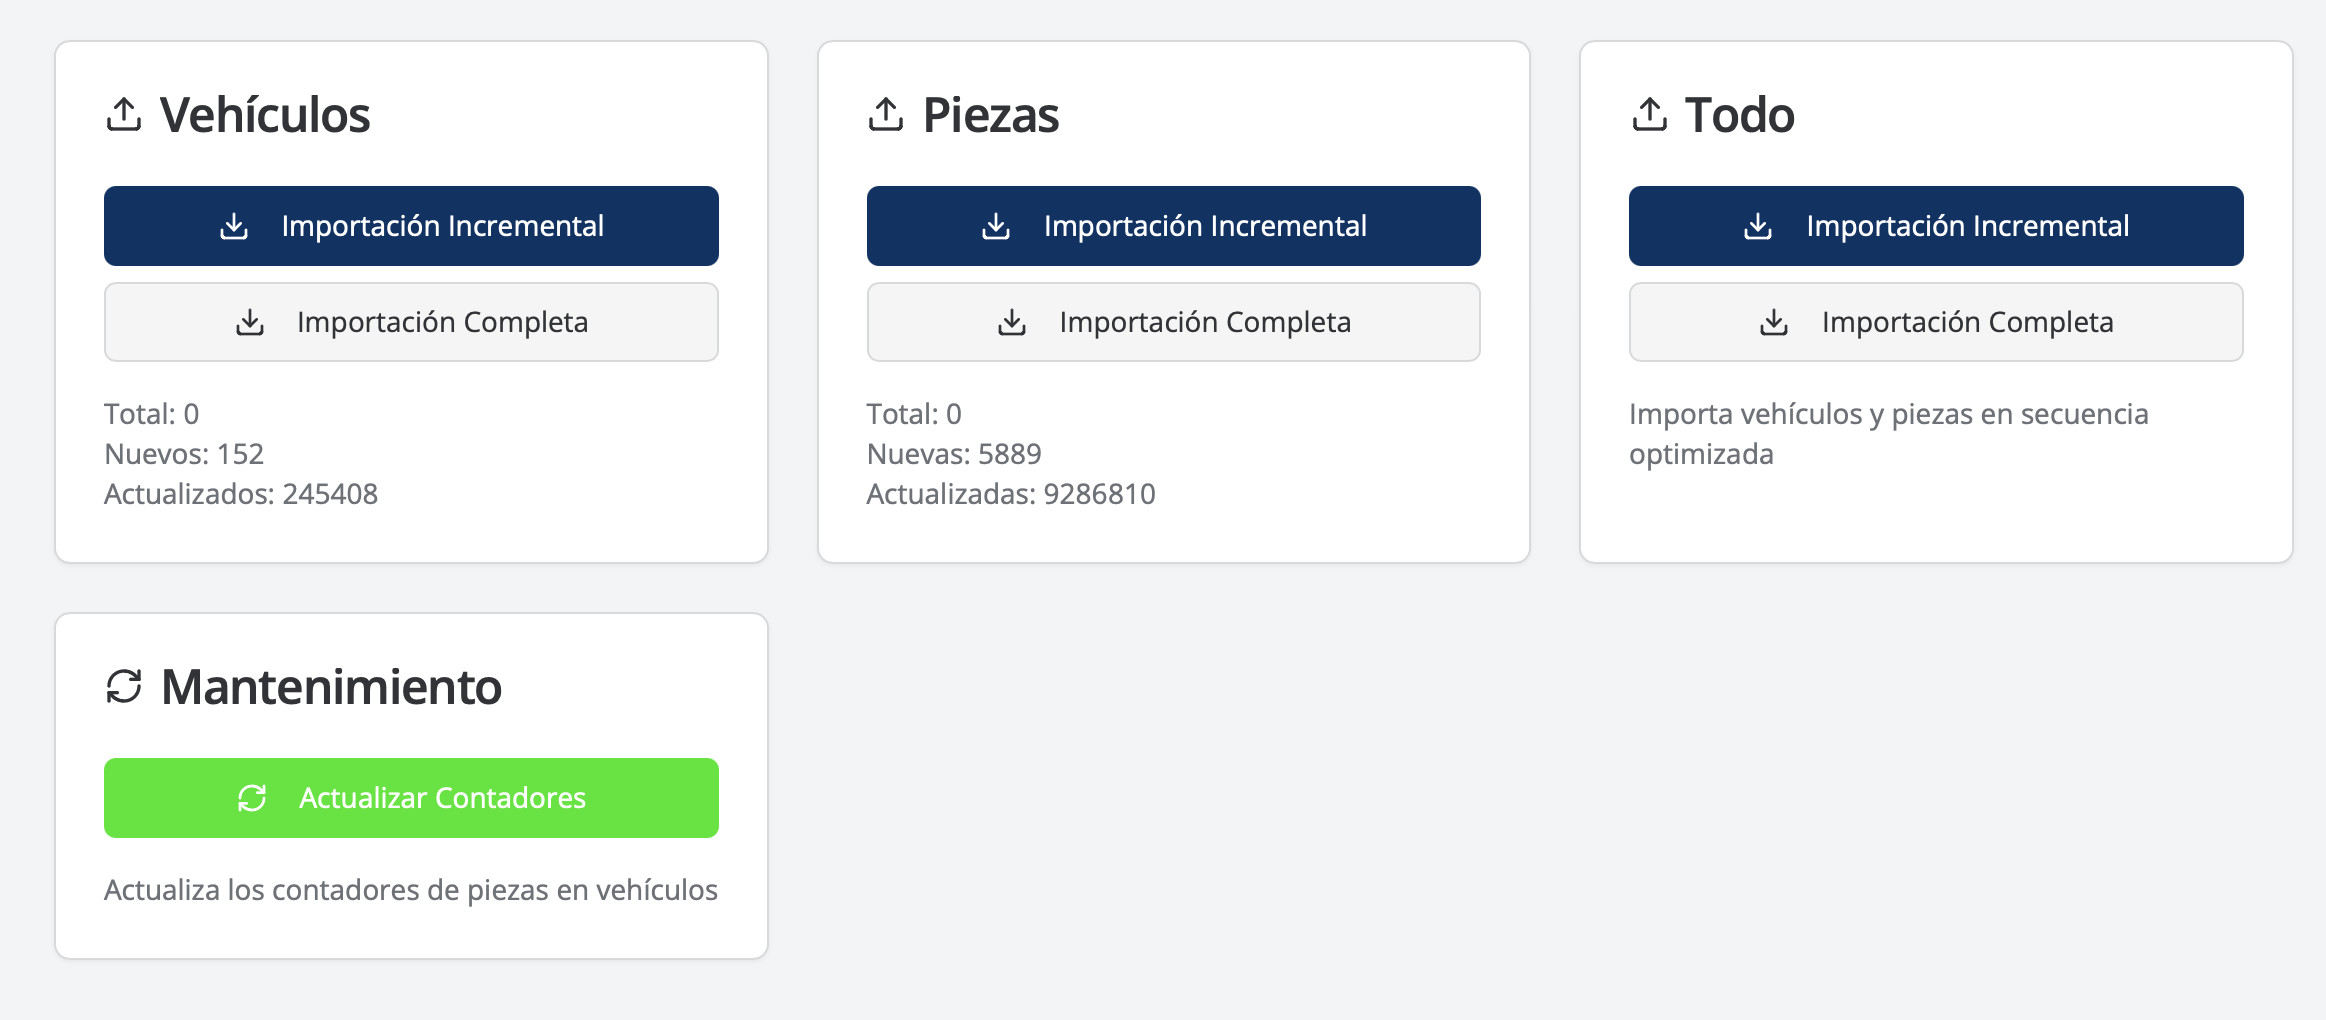 Vehículos
Importación Incremental
Importación Completa
Total: 0
Nuevos: 152
Actualizados: 245408
Piezas
Importación Incremental
Importación Completa
Total: 0
Nuevas: 5889
Actualizadas: 9286810
Todo
Importación Incremental
Importación Completa
Importa vehículos y piezas en secuencia
optimizada
Mantenimiento
Actualizar Contadores
Actualiza los contadores de piezas en vehículos